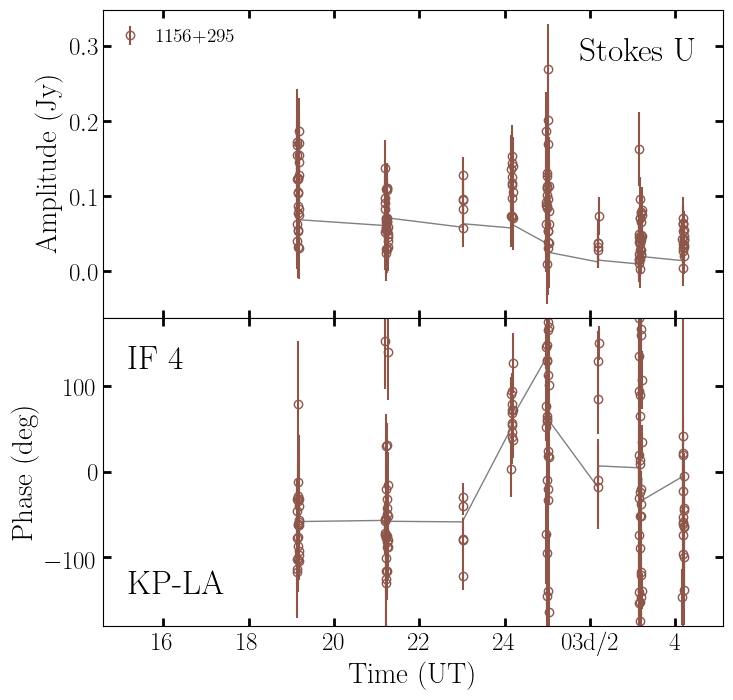 1156+295
Stokes U
Amplitude (Jy)
0.3
0.2
0.1
0.0
IF 4
KP-LA
Phase (deg)
100
0
−100
16 18 20 22 24 03d/2 4
Time (UT)